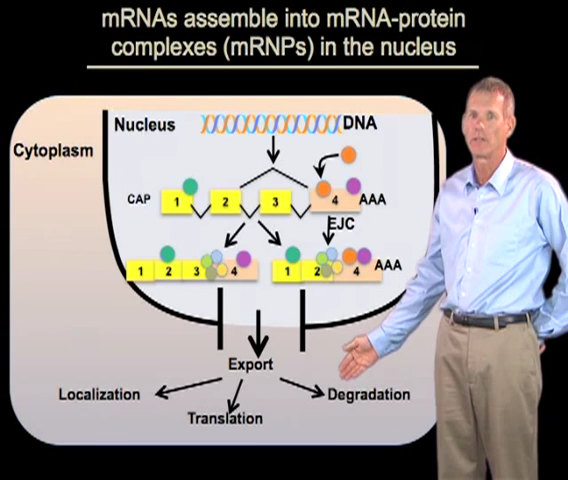 mRNAs assemble into mRNA-protein
complexes (mRNPs) in the nucleus
Nucleus DNA
Cytoplasm
CAP 1 2 3 4 AAA
EJC
1 2 3 4 1 2 4 AAA
Export
Localization Degradation
Translation